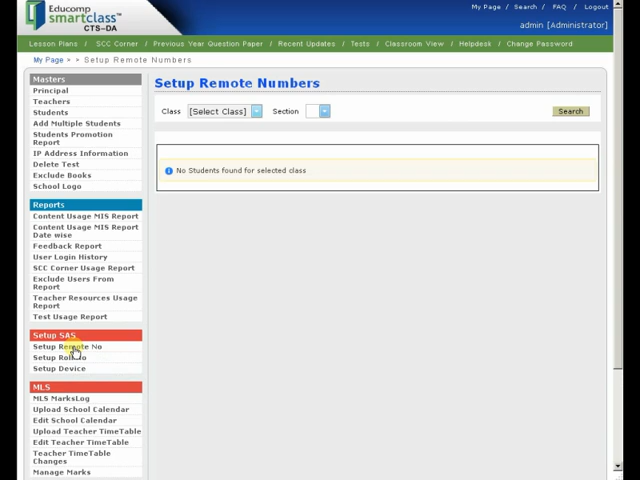 Educomp
smartclass™
CTS-DA
My Page / Search / FAQ / Logout
admin [Administrator]
Lesson Plans / SCC Corner / Previous Year Question Paper / Recent Updates / Tests / Classroom View / Helpdesk / Change Password
My Page » » Setup Remote Numbers
Masters
Principal
Teachers
Students
Add Multiple Students
Students Promotion
Report
IP Address Information
Delete Test
Exclude Books
School Logo
Reports
Content Usage MIS Report
Content Usage MIS Report
Date wise
Feedback Report
User Login History
SCC Corner Usage Report
Exclude Users From
Report
Teacher Resources Usage
Report
Test Usage Report
Setup SAS
Setup Remote No
Setup Roll No
Setup Device
MLS
MLS MarksLog
Upload School Calendar
Edit School Calendar
Upload Teacher TimeTable
Edit Teacher TimeTable
Teacher TimeTable
Changes
Manage Marks
Setup Remote Numbers
Class [Select Class] Section Search
No Students found for selected class